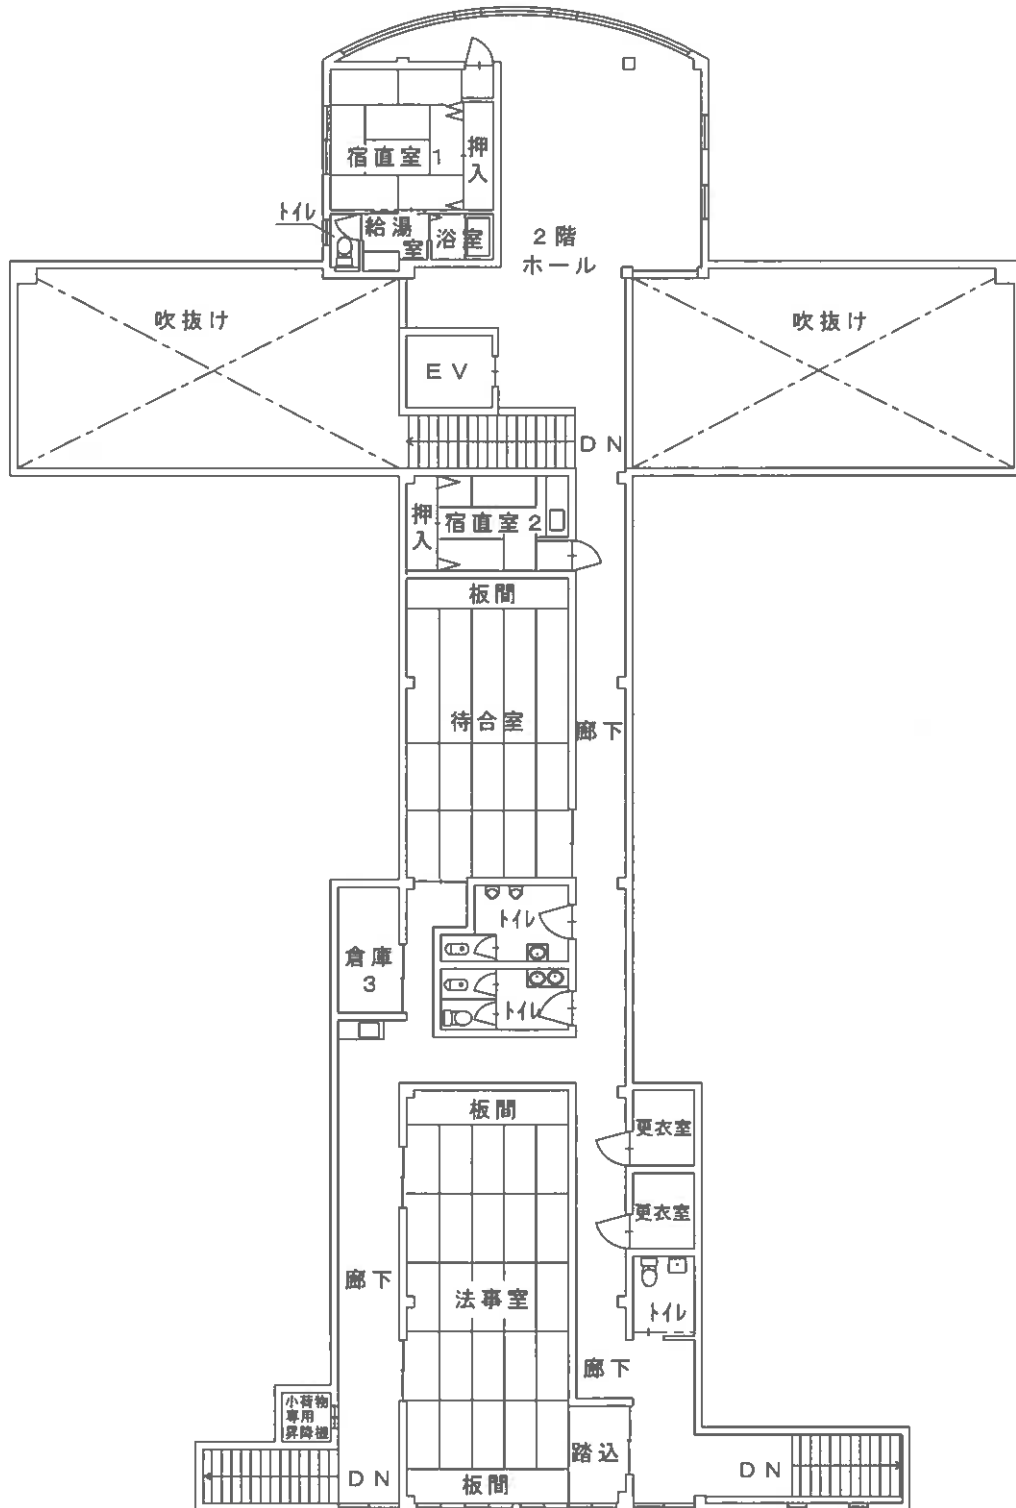 宿直室 1
押入
トイレ
給湯室
浴室
2階
ホール
吹抜け
吹抜け
EV
DN
押入
宿直室 2
板間
待合室
廊下
トイレ
倉庫
3
トイレ
板間
更衣室
更衣室
廊下
法事室
トイレ
廊下
小荷物
専用
昇降機
踏込
DN
板間
DN